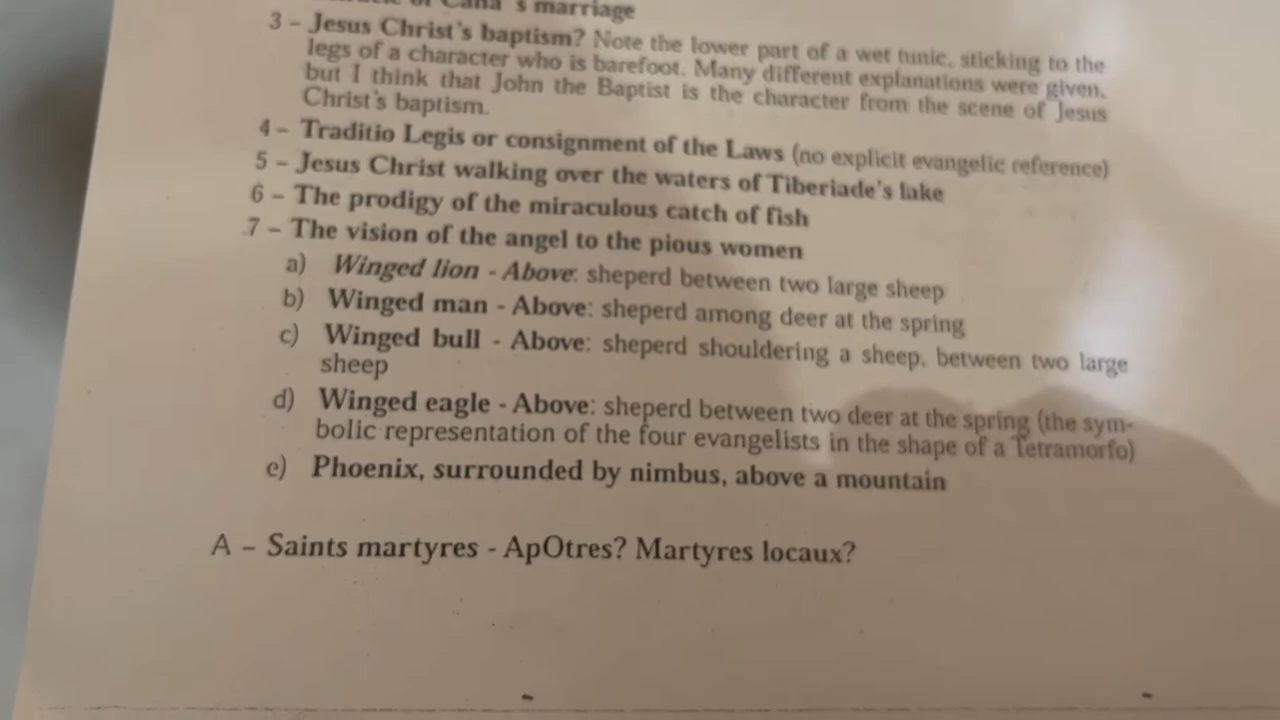 of Cana's marriage
3 – Jesus Christ's baptism? Note the lower part of a wet tunic, sticking to the
legs of a character who is barefoot. Many different explanations were given,
but I think that John the Baptist is the character from the scene of Jesus
Christ's baptism.
4 – Traditio Legis or consignment of the Laws (no explicit evangelic reference)
5 – Jesus Christ walking over the waters of Tiberiade's lake
6 – The prodigy of the miraculous catch of fish
7 – The vision of the angel to the pious women
a) Winged lion - Above: sheperd between two large sheep
b) Winged man - Above: sheperd among deer at the spring
c) Winged bull - Above: sheperd shouldering a sheep, between two large
sheep
d) Winged eagle - Above: sheperd between two deer at the spring (the sym-
bolic representation of the four evangelists in the shape of a Tetramorfo)
e) Phoenix, surrounded by nimbus, above a mountain
A – Saints martyres - ApOtres? Martyres locaux?